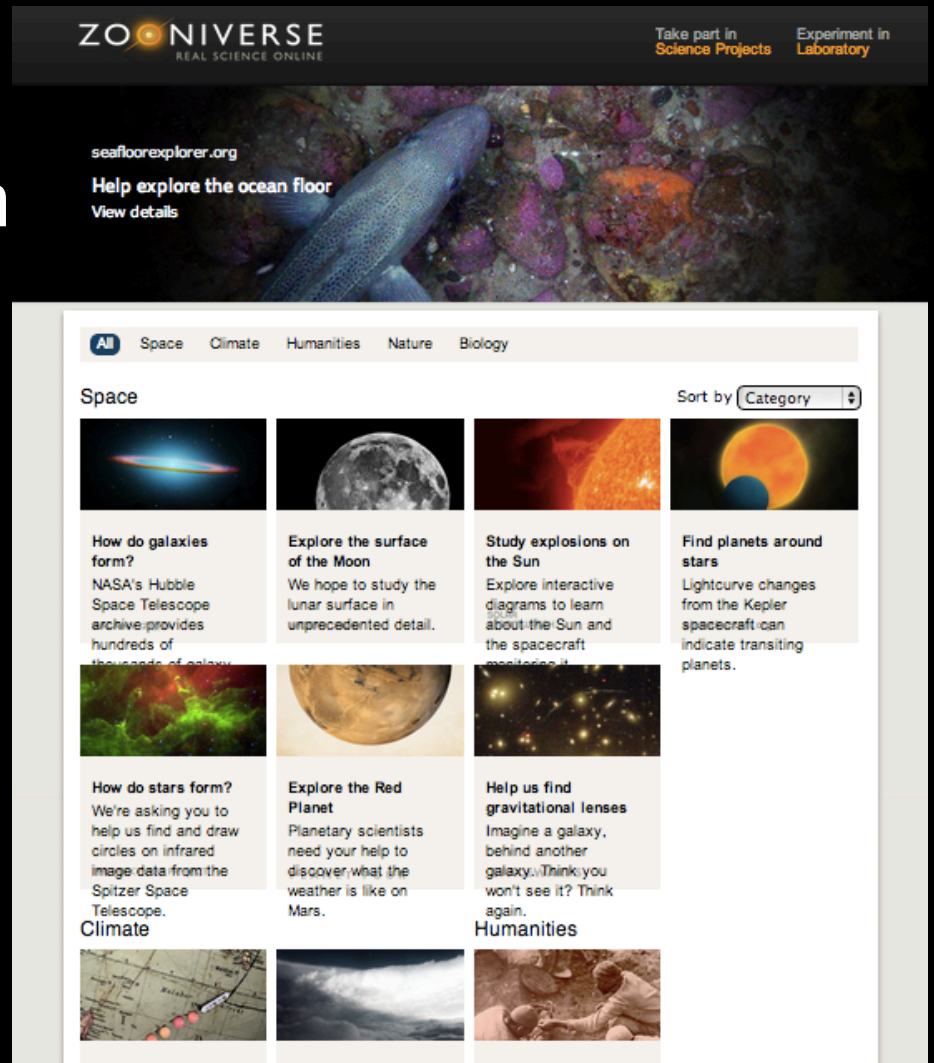 ZOONIVERSE
REAL SCIENCE ONLINE
Take part in
Science Projects
Experiment in
Laboratory
seafloorexplorer.org
Help explore the ocean floor
View details
All Space Climate Humanities Nature Biology
Space
Sort by Category
How do galaxies
form?
NASA's Hubble
Space Telescope
archive provides
hundreds of
thousands of galaxy
Explore the surface
of the Moon
We hope to study the
lunar surface in
unprecedented detail.
Study explosions on
the Sun
Explore interactive
diagrams to learn
about the Sun and
the spacecraft
monitoring it.
Find planets around
stars
Lightcurve changes
from the Kepler
spacecraft can
indicate transiting
planets.
How do stars form?
We're asking you to
help us find and draw
circles on infrared
image data from the
Spitzer Space
Telescope.
Explore the Red
Planet
Planetary scientists
need your help to
discover what the
weather is like on
Mars.
Help us find
gravitational lenses
Imagine a galaxy,
behind another
galaxy. Think you
won't see it? Think
again.
Climate
Humanities